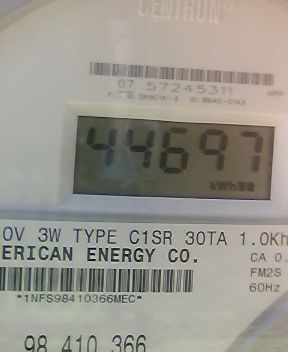 CENTRON
07 57245311
44697
kWh
0V 3W TYPE C1SR 30TA 1.0Kh
ERICAN ENERGY CO.
CA 0.
FM2S
60Hz
*1NFS98410366MEC*
98 410 366